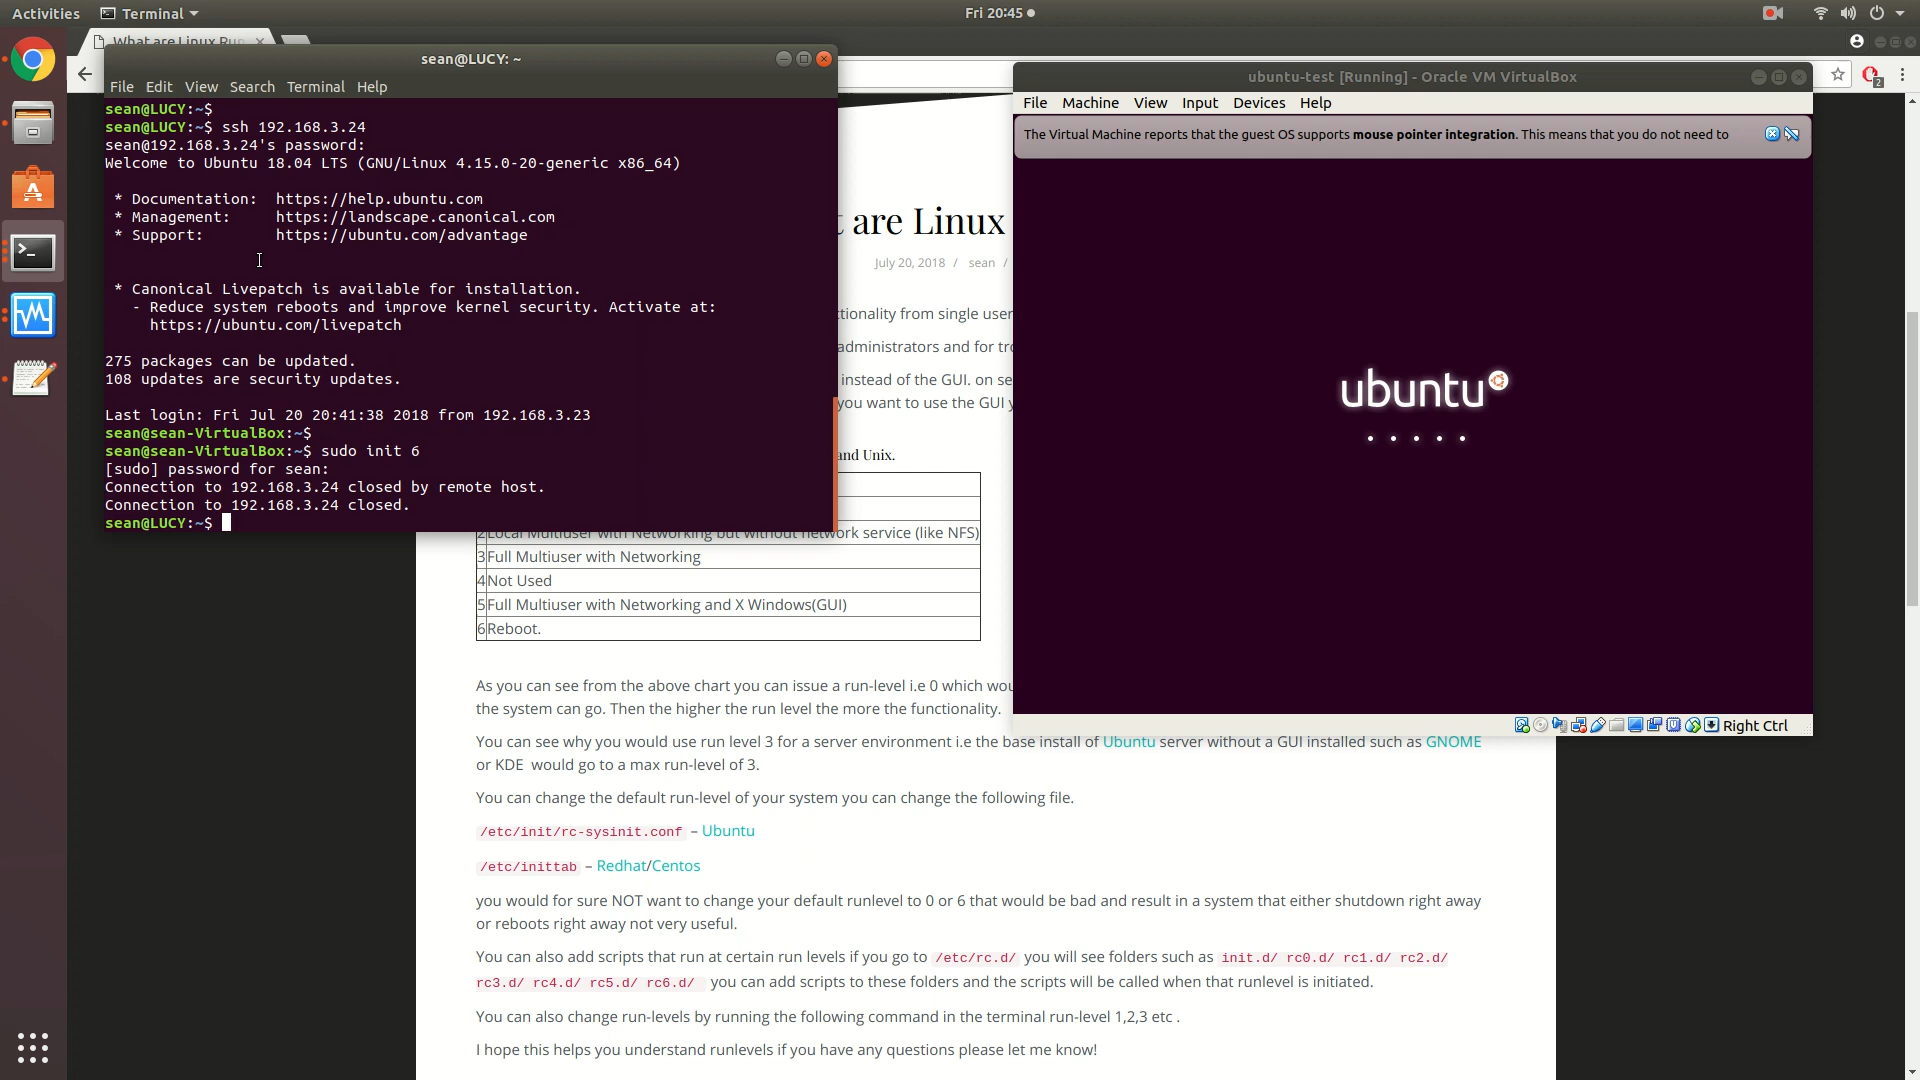 Activities
Terminal
Fri 20:45
What are Linux Run
sean@LUCY: ~
File Edit View Search Terminal Help
sean@LUCY:~$
sean@LUCY:~$ ssh 192.168.3.24
sean@192.168.3.24's password:
Welcome to Ubuntu 18.04 LTS (GNU/Linux 4.15.0-20-generic x86_64)
* Documentation: https://help.ubuntu.com
* Management: https://landscape.canonical.com
* Support: https://ubuntu.com/advantage
* Canonical Livepatch is available for installation.
- Reduce system reboots and improve kernel security. Activate at:
https://ubuntu.com/livepatch
275 packages can be updated.
108 updates are security updates.
Last login: Fri Jul 20 20:41:38 2018 from 192.168.3.23
sean@sean-VirtualBox:~$
sean@sean-VirtualBox:~$ sudo init 6
[sudo] password for sean:
Connection to 192.168.3.24 closed by remote host.
Connection to 192.168.3.24 closed.
sean@LUCY:~$
ubuntu-test [Running] - Oracle VM VirtualBox
File Machine View Input Devices Help
The Virtual Machine reports that the guest OS supports mouse pointer integration. This means that you do not need to
ubuntu
Right Ctrl
2
t are Linux
July 20, 2018 / sean /
ctionality from single user
administrators and for tro
instead of the GUI. on se
you want to use the GUI y
and Unix.
2 Local Multiuser with Networking but without network service (like NFS)
3 Full Multiuser with Networking
4 Not Used
5 Full Multiuser with Networking and X Windows(GUI)
6 Reboot.
As you can see from the above chart you can issue a run-level i.e 0 which wou
the system can go. Then the higher the run level the more the functionality.
You can see why you would use run level 3 for a server environment i.e the base install of Ubuntu server without a GUI installed such as GNOME
or KDE would go to a max run-level of 3.
You can change the default run-level of your system you can change the following file.
/etc/init/rc-sysinit.conf – Ubuntu
/etc/inittab – Redhat/Centos
you would for sure NOT want to change your default runlevel to 0 or 6 that would be bad and result in a system that either shutdown right away
or reboots right away not very useful.
You can also add scripts that run at certain run levels if you go to /etc/rc.d/ you will see folders such as init.d/ rc0.d/ rc1.d/ rc2.d/
rc3.d/ rc4.d/ rc5.d/ rc6.d/ you can add scripts to these folders and the scripts will be called when that runlevel is initiated.
You can also change run-levels by running the following command in the terminal run-level 1,2,3 etc .
I hope this helps you understand runlevels if you have any questions please let me know!